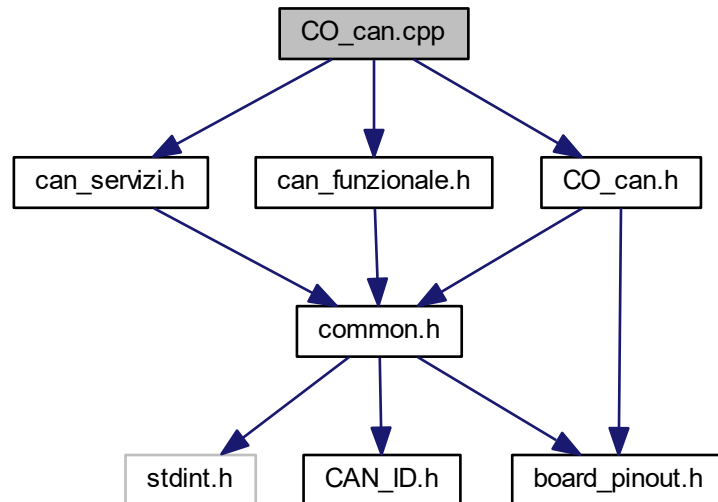 CO_can.cpp
can_servizi.h
can_funzionale.h
CO_can.h
common.h
stdint.h
CAN_ID.h
board_pinout.h